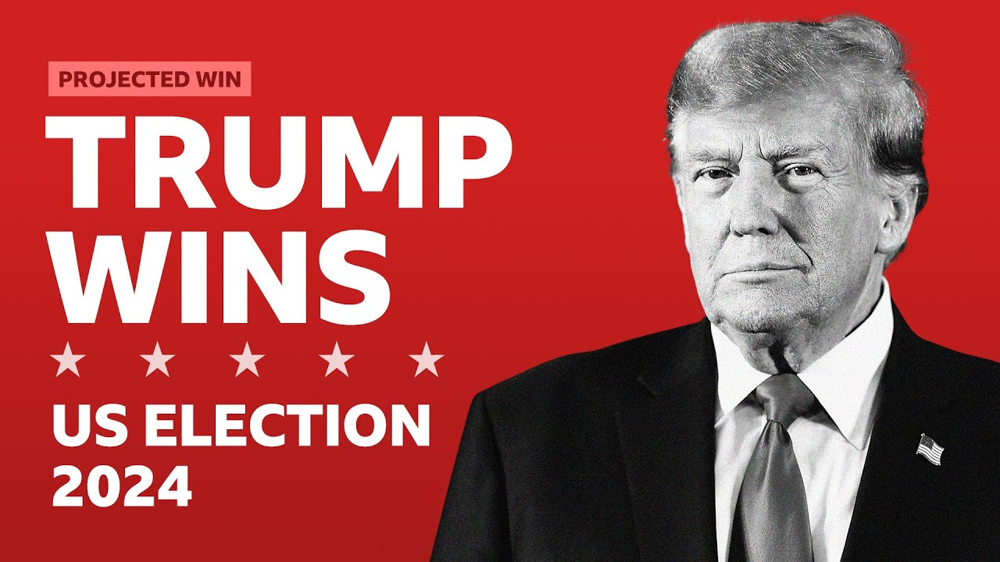 PROJECTED WIN
TRUMP
WINS
US ELECTION
2024